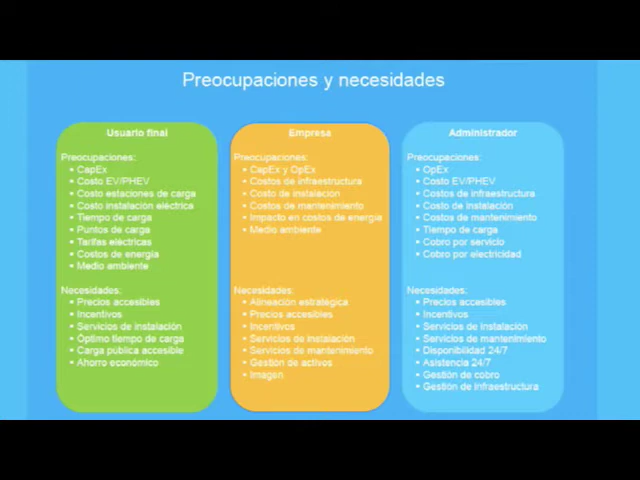 Preocupaciones y necesidades
Usuario final
Preocupaciones:
• CapEx
• Costo EV/PHEV
• Costo estaciones de carga
• Costo instalación eléctrica
• Tiempo de carga
• Puntos de carga
• Tarifas eléctricas
• Costos de energía
• Medio ambiente
Necesidades:
• Precios accesibles
• Incentivos
• Servicios de instalación
• Óptimo tiempo de carga
• Carga pública accesible
• Ahorro económico
Empresa
Preocupaciones:
• CapEx y OpEx
• Costos de infraestructura
• Costo de instalación
• Costos de mantenimiento
• Impacto en costos de energía
• Medio ambiente
Necesidades:
• Alineación estratégica
• Precios accesibles
• Incentivos
• Servicios de instalación
• Servicios de mantenimiento
• Gestión de activos
• Imagen
Administrador
Preocupaciones:
• OpEx
• Costo EV/PHEV
• Costos de infraestructura
• Costo de instalación
• Costos de mantenimiento
• Tiempo de carga
• Cobro por servicio
• Cobro por electricidad
Necesidades:
• Precios accesibles
• Incentivos
• Servicios de instalación
• Servicios de mantenimiento
• Disponibilidad 24/7
• Asistencia 24/7
• Gestión de cobro
• Gestión de infraestructura